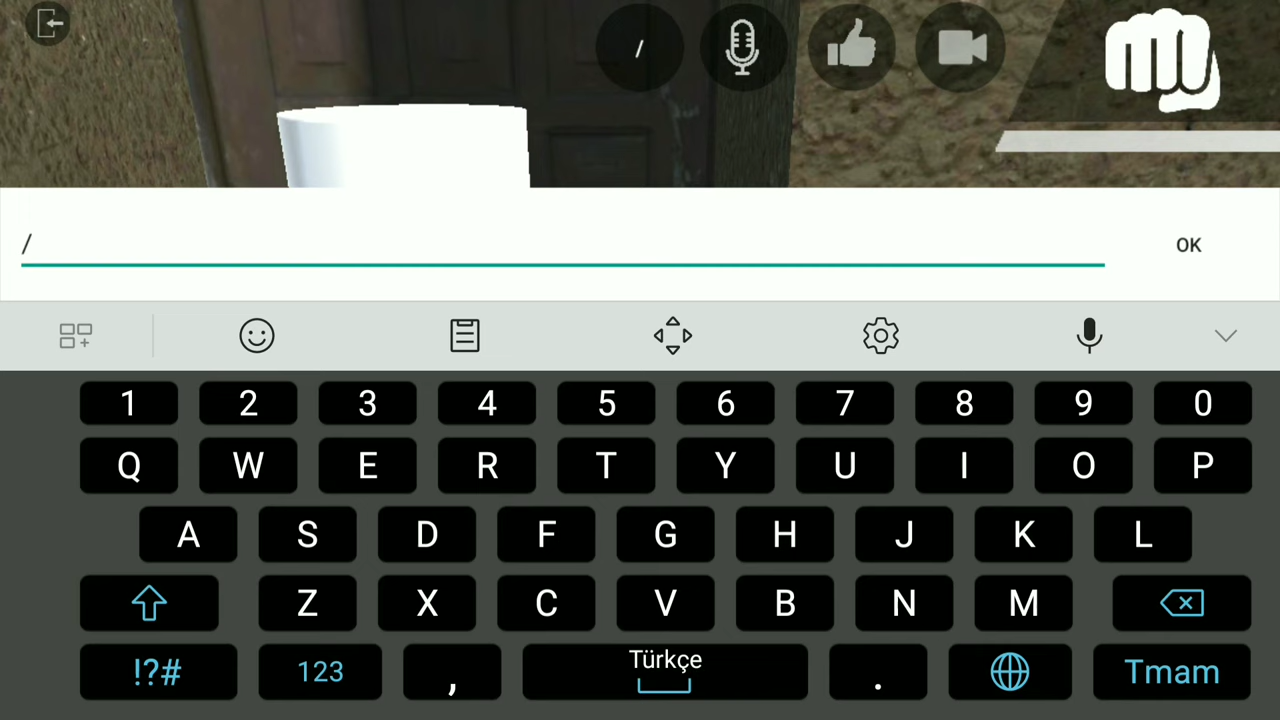 /
/
OK
1 2 3 4 5 6 7 8 9 0
Q W E R T Y U I O P
A S D F G H J K L
Z X C V B N M
!?# 123 , Türkçe . Tmam